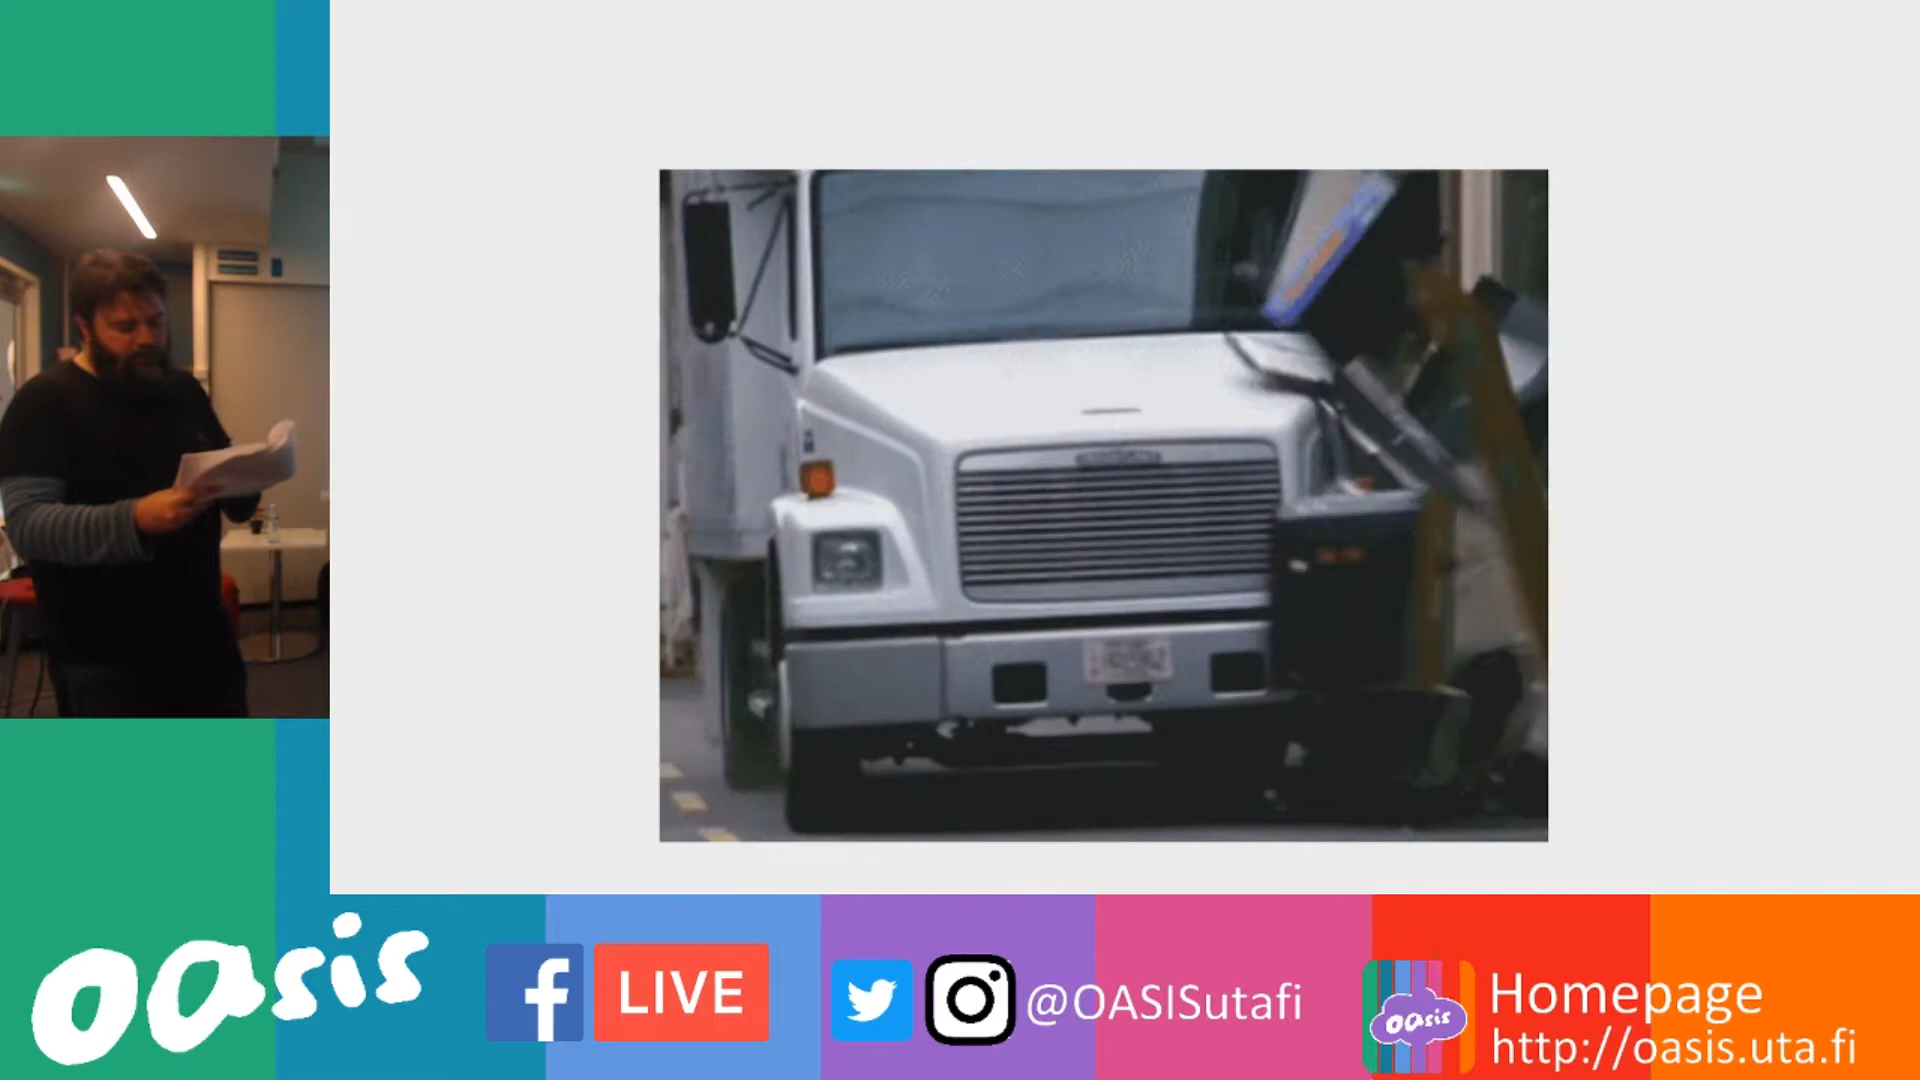 oasis
f LIVE
@OASISutafi
oasis
Homepage
http://oasis.uta.fi